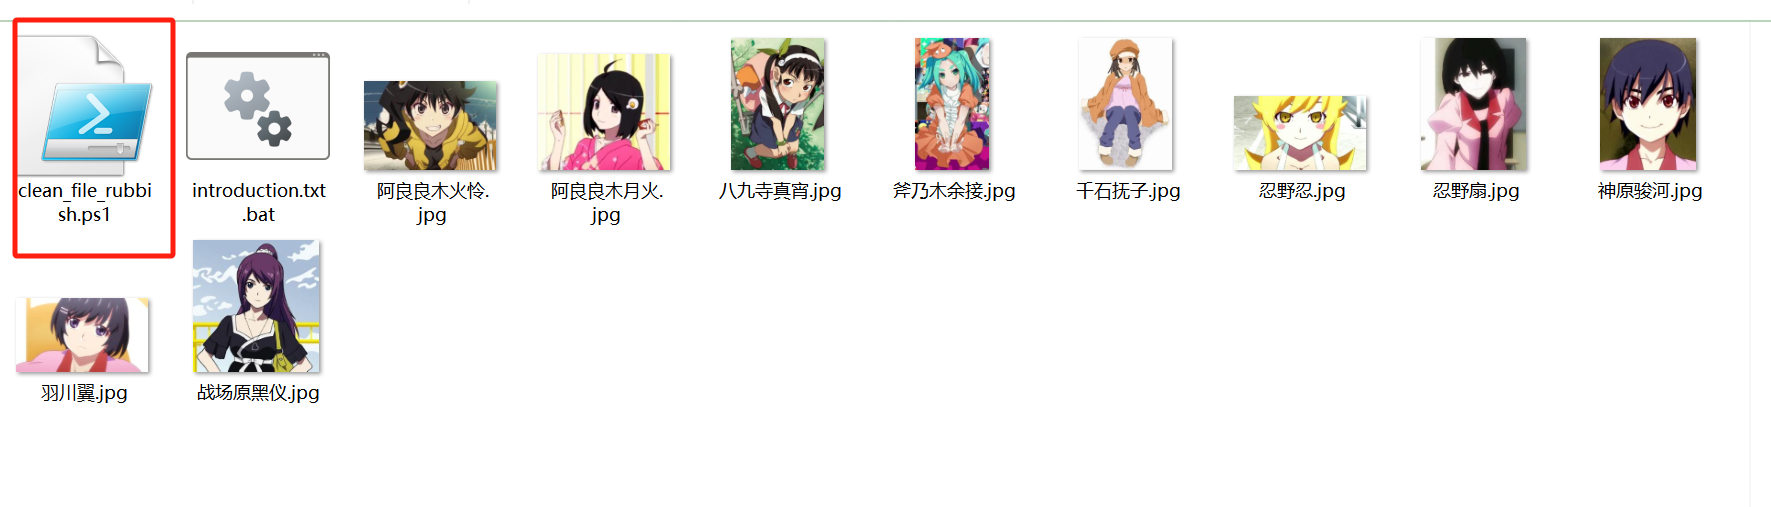 clean_file_rubbi
sh.ps1
introduction.txt
.bat
阿良良木火怜.
jpg
阿良良木月火.
jpg
八九寺真宵.jpg
斧乃木余接.jpg
千石抚子.jpg
忍野忍.jpg
忍野扇.jpg
神原骏河.jpg
羽川翼.jpg
战场原黑仪.jpg